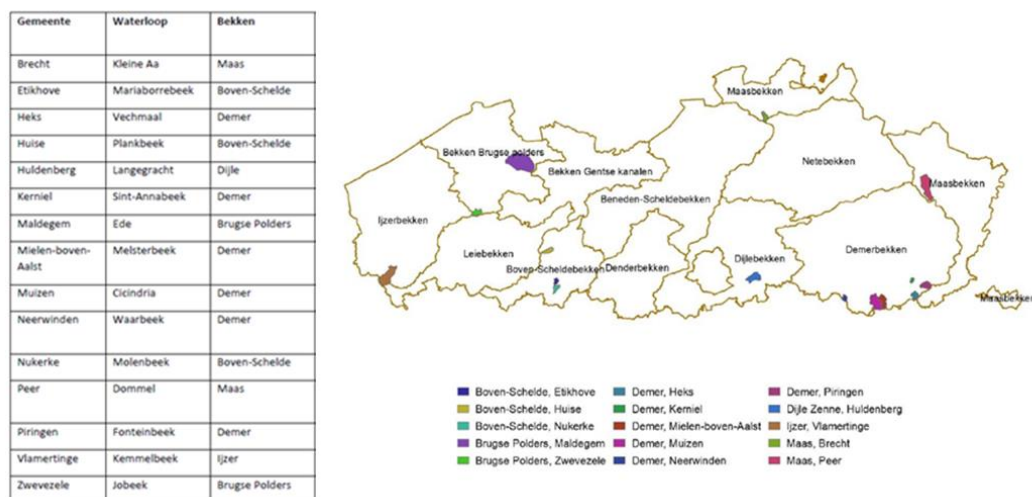 Gemeente Waterloop Bekken
Brecht Kleine Aa Maas
Etikhove Mariaborrebeek Boven-Schelde
Heks Vechmaal Demer
Huise Plankbeek Boven-Schelde
Huldenberg Langegracht Dijle
Kerniel Sint-Annabeek Demer
Maldegem Ede Brugse Polders
Mielen-boven- Melsterbeek Demer
Aalst
Muizen Cicindria Demer
Neerwinden Waarbeek Demer
Nukerke Molenbeek Boven-Schelde
Peer Dommel Maas
Piringen Fonteinbeek Demer
Vlamertinge Kemmelbeek Ijzer
Zwevezele Jobeek Brugse Polders
Maasbekken
Bekken Brugse polders
Bekken Gentse kanalen
Netebekken
Maasbekken
Beneden-Scheldebekken
Ijzerbekken
Leiebekken
Boven-Scheldebekken
Denderbekken
Dijlebekken
Demerbekken
Maasbekken
Boven-Schelde, Etikhove
Boven-Schelde, Huise
Boven-Schelde, Nukerke
Brugse Polders, Maldegem
Brugse Polders, Zwevezele
Demer, Heks
Demer, Kerniel
Demer, Mielen-boven-Aalst
Demer, Muizen
Demer, Neerwinden
Demer, Piringen
Dijle Zenne, Huldenberg
Ijzer, Vlamertinge
Maas, Brecht
Maas, Peer